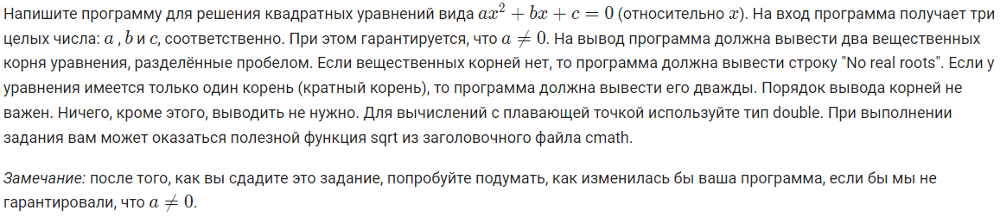 Напишите программу для решения квадратных уравнений вида ax² + bx + c = 0 (относительно x). На вход программа получает три
целых числа: a , b и c, соответственно. При этом гарантируется, что a ≠ 0. На вывод программа должна вывести два вещественных
корня уравнения, разделённые пробелом. Если вещественных корней нет, то программа должна вывести строку "No real roots". Если у
уравнения имеется только один корень (кратный корень), то программа должна вывести его дважды. Порядок вывода корней не
важен. Ничего, кроме этого, выводить не нужно. Для вычислений с плавающей точкой используйте тип double. При выполнении
задания вам может оказаться полезной функция sqrt из заголовочного файла cmath.
Замечание: после того, как вы сдадите это задание, попробуйте подумать, как изменилась бы ваша программа, если бы мы не
гарантировали, что a ≠ 0.